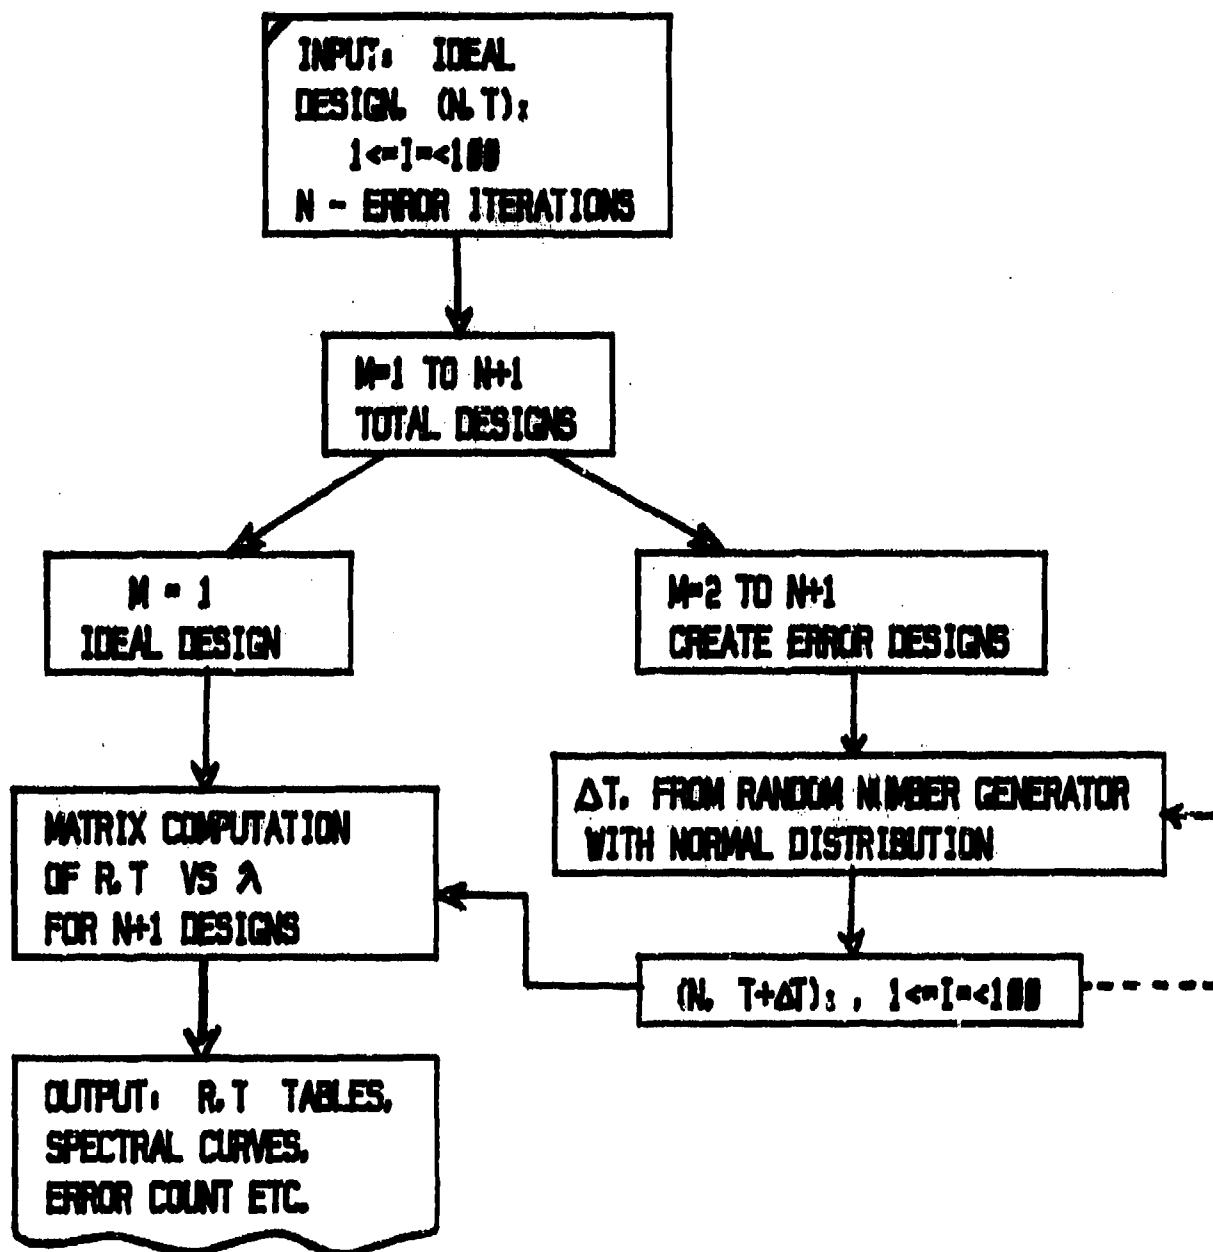 INPUT: IDEAL
DESIGN, (N,T)I
1<=I=<100
N - ERROR ITERATIONS
M=1 TO N+1
TOTAL DESIGNS
M = 1
IDEAL DESIGN
M=2 TO N+1
CREATE ERROR DESIGNS
ΔT, FROM RANDOM NUMBER GENERATOR
WITH NORMAL DISTRIBUTION
MATRIX COMPUTATION
OF R,T VS λ
FOR N+1 DESIGNS
(N, T+ΔT)I , 1<=I=<100
OUTPUT: R,T TABLES,
SPECTRAL CURVES,
ERROR COUNT ETC.